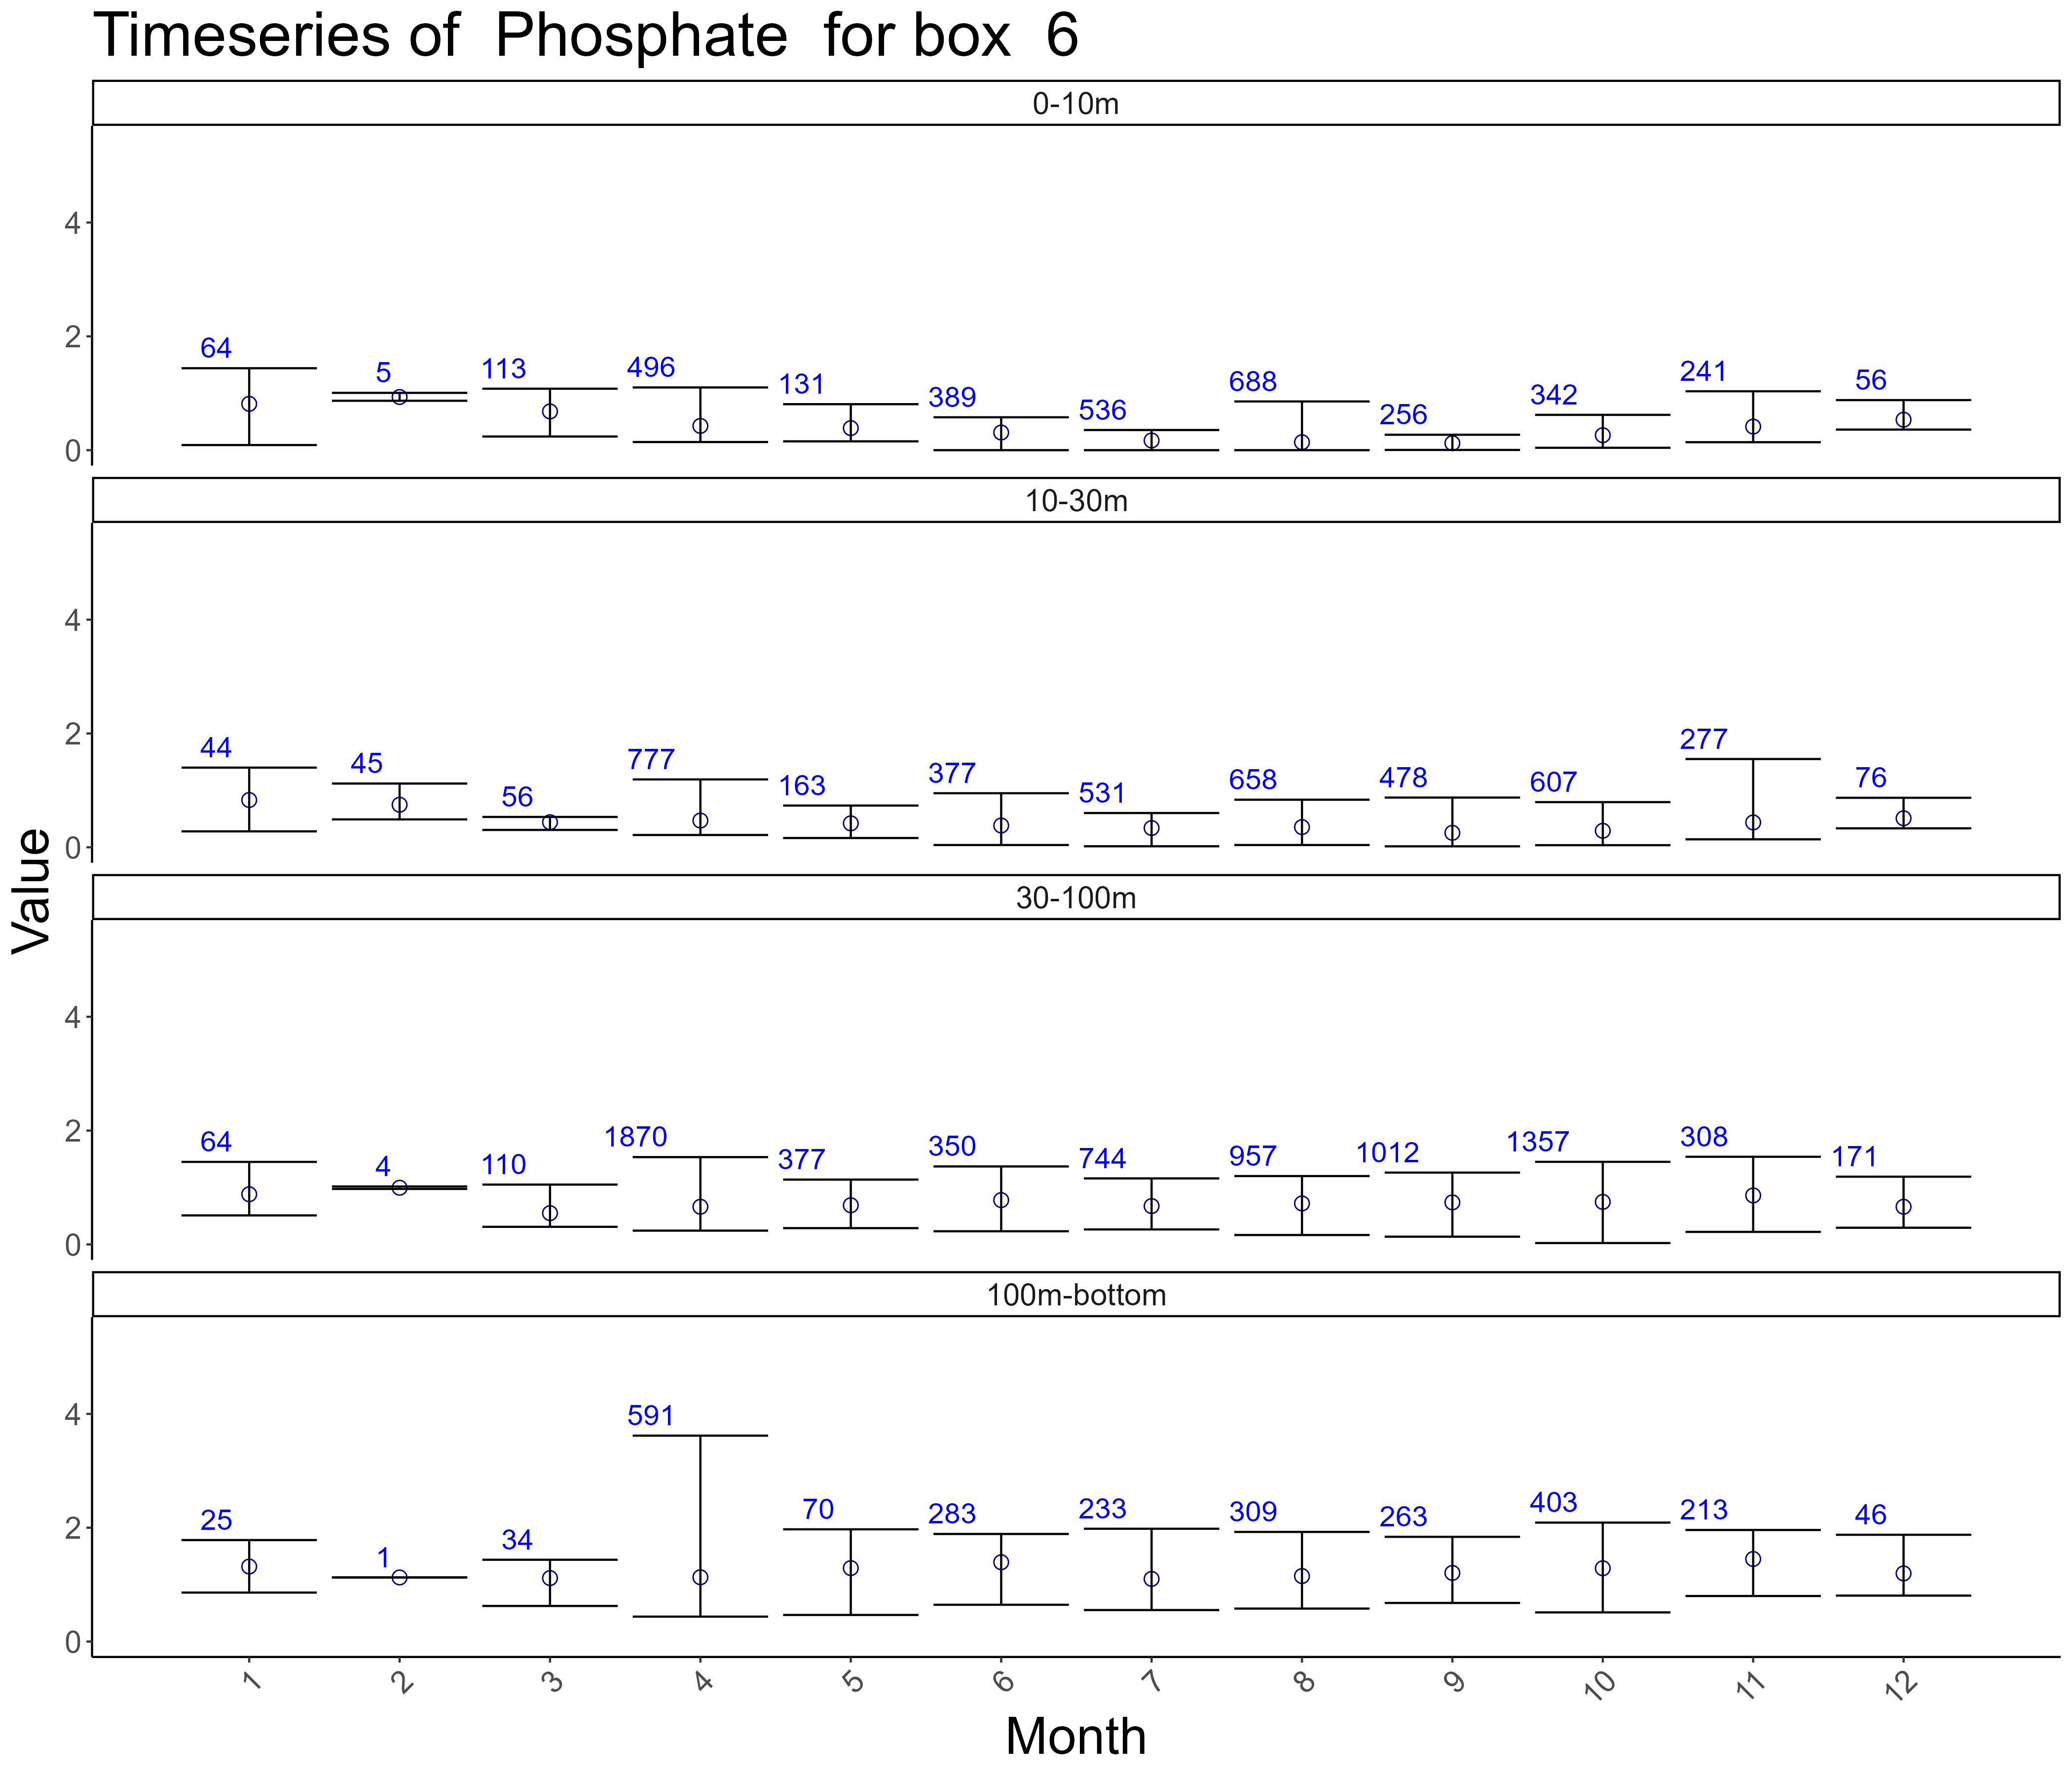 Timeseries of  Phosphate  for box  6
0-10m
4
2
0
64 5 113 496 131 389 536 688 256 342 241 56
10-30m
4
2
0
44 45 56 777 163 377 531 658 478 607 277 76
Value
30-100m
4
2
0
64 4 110 1870 377 350 744 957 1012 1357 308 171
100m-bottom
4
2
0
25 1 34 591 70 283 233 309 263 403 213 46
1 2 3 4 5 6 7 8 9 10 11 12
Month